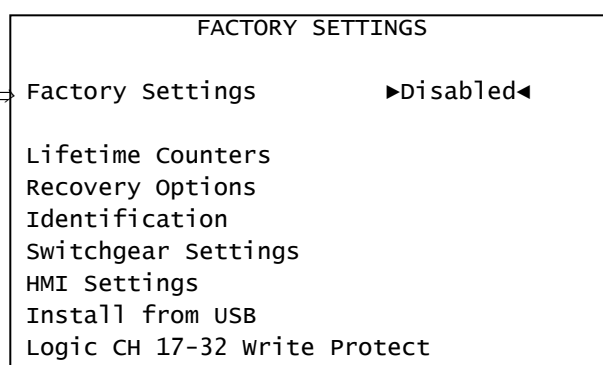 FACTORY SETTINGS
Factory Settings ▶Disabled◀
Lifetime Counters
Recovery Options
Identification
Switchgear Settings
HMI Settings
Install from USB
Logic CH 17-32 Write Protect